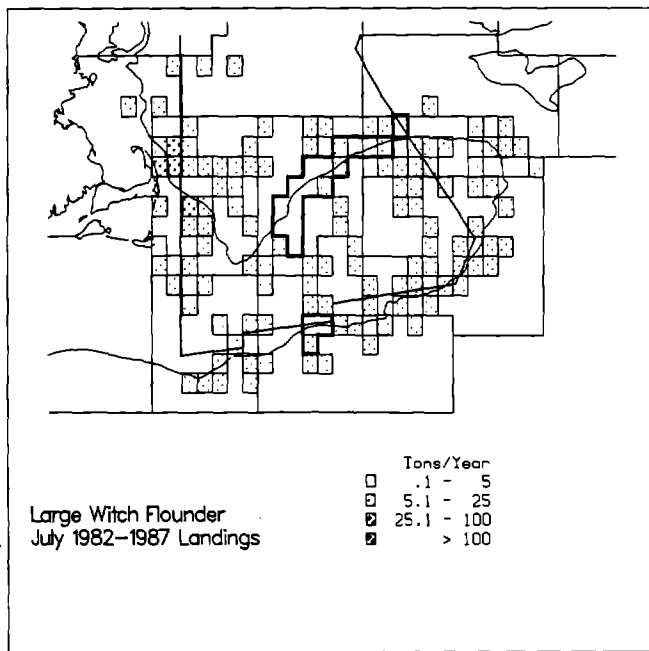 Tons/Year
.1 - 5
5.1 - 25
25.1 - 100
> 100
Large Witch Flounder
July 1982-1987 Landings